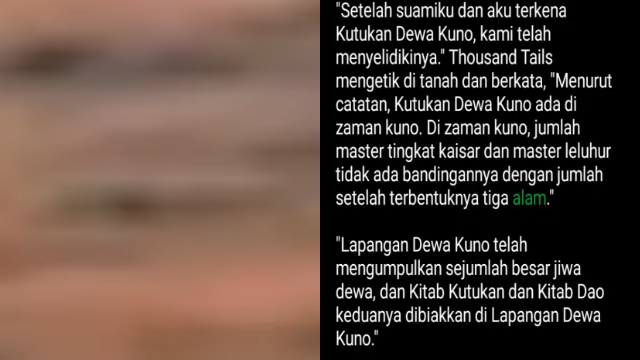 "Setelah suamiku dan aku terkena
Kutukan Dewa Kuno, kami telah
menyelidikinya." Thousand Tails
mengetik di tanah dan berkata, "Menurut
catatan, Kutukan Dewa Kuno ada di
zaman kuno. Di zaman kuno, jumlah
master tingkat kaisar dan master leluhur
tidak ada bandingannya dengan jumlah
setelah terbentuknya tiga alam."
"Lapangan Dewa Kuno telah
mengumpulkan sejumlah besar jiwa
dewa, dan Kitab Kutukan dan Kitab Dao
keduanya dibiakkan di Lapangan Dewa
Kuno."